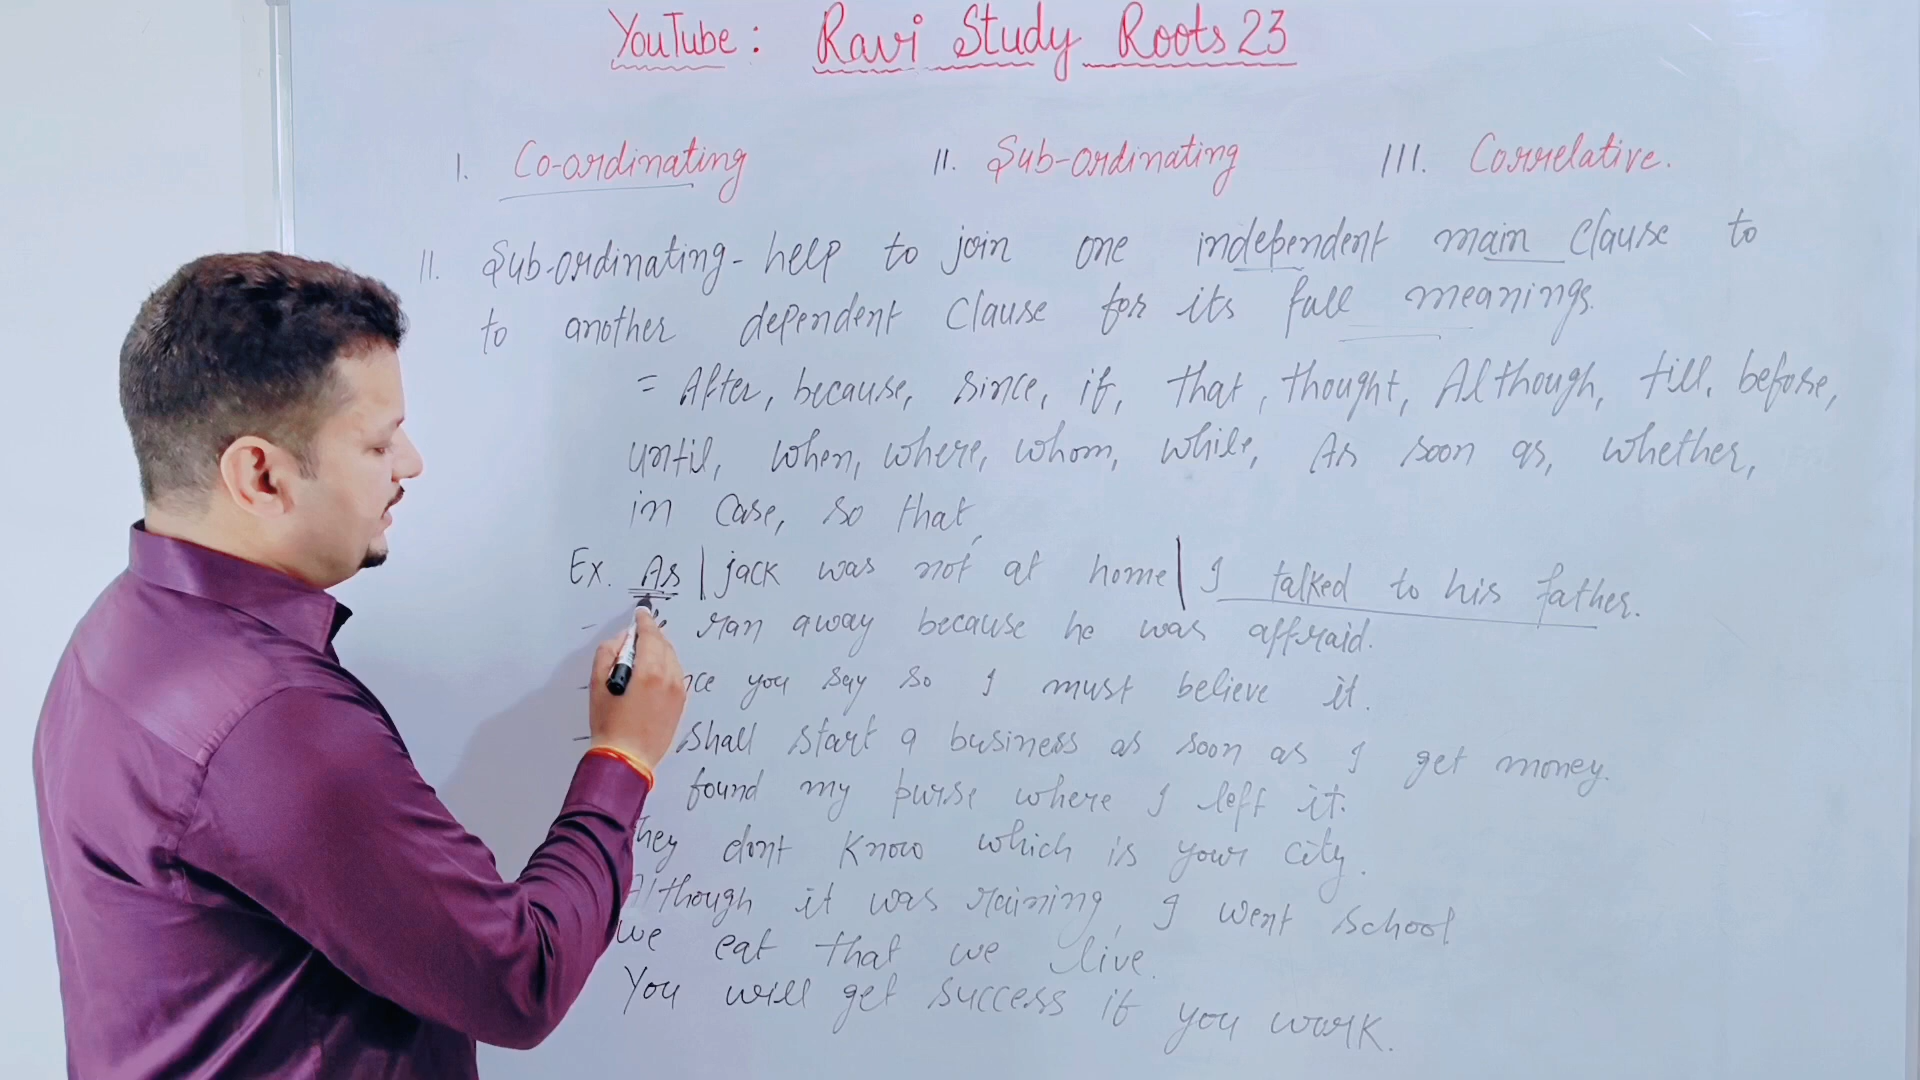 YouTube : Ravi Study Roots 23
I. Co-ordinating II. Sub-ordinating III. Correlative.
II. Sub-ordinating - help to join one independent main clause to
to another dependent clause for its full meanings.
= After, because, since, if, that, thought, Although, till, before,
until, when, where, whom, while, As soon as, whether,
in case, so that,
Ex. As | jack was not at home | I talked to his father.
- ran away because he was affraid.
- you say so I must believe it.
- shall start a business as soon as I get money.
found my purse where I left it.
They dont know which is your city.
Although it was raining, I went school
we eat that we live.
You will get success if you work.